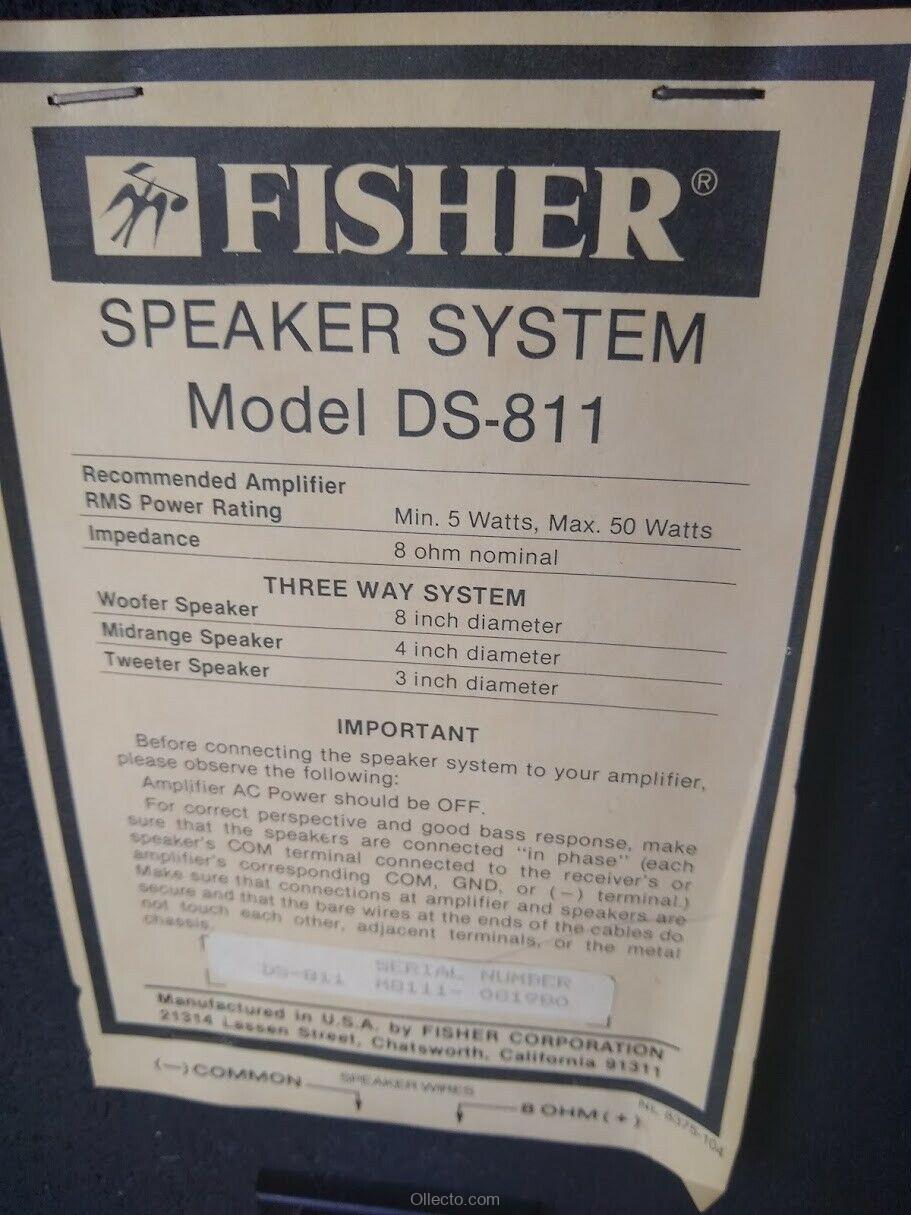 FISHER®
SPEAKER SYSTEM
Model DS-811
Recommended Amplifier
RMS Power Rating Min. 5 Watts, Max. 50 Watts
Impedance 8 ohm nominal
THREE WAY SYSTEM
Woofer Speaker 8 inch diameter
Midrange Speaker 4 inch diameter
Tweeter Speaker 3 inch diameter
IMPORTANT
Before connecting the speaker system to your amplifier,
please observe the following:
Amplifier AC Power should be OFF.
For correct perspective and good bass response, make
sure that the speakers are connected "in phase" (each
speaker's COM terminal connected to the receiver's or
amplifier's corresponding COM, GND, or (−) terminal.)
Make sure that connections at amplifier and speakers are
secure and that the bare wires at the ends of the cables do
not touch each other, adjacent terminals, or the metal
chassis.
SERIAL NUMBER
DS-811 M8111-
Manufactured in U.S.A. by FISHER CORPORATION
21314 Lassen Street, Chatsworth, California 91311
SPEAKER WIRES
(−) COMMON 8 OHM (+)
NL 8375-104
Ollecto.com